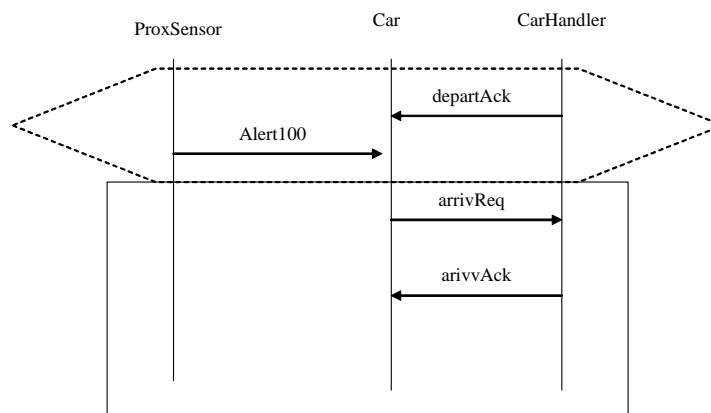 ProxSensor Car CarHandler
departAck
Alert100
arrivReq
arivvAck